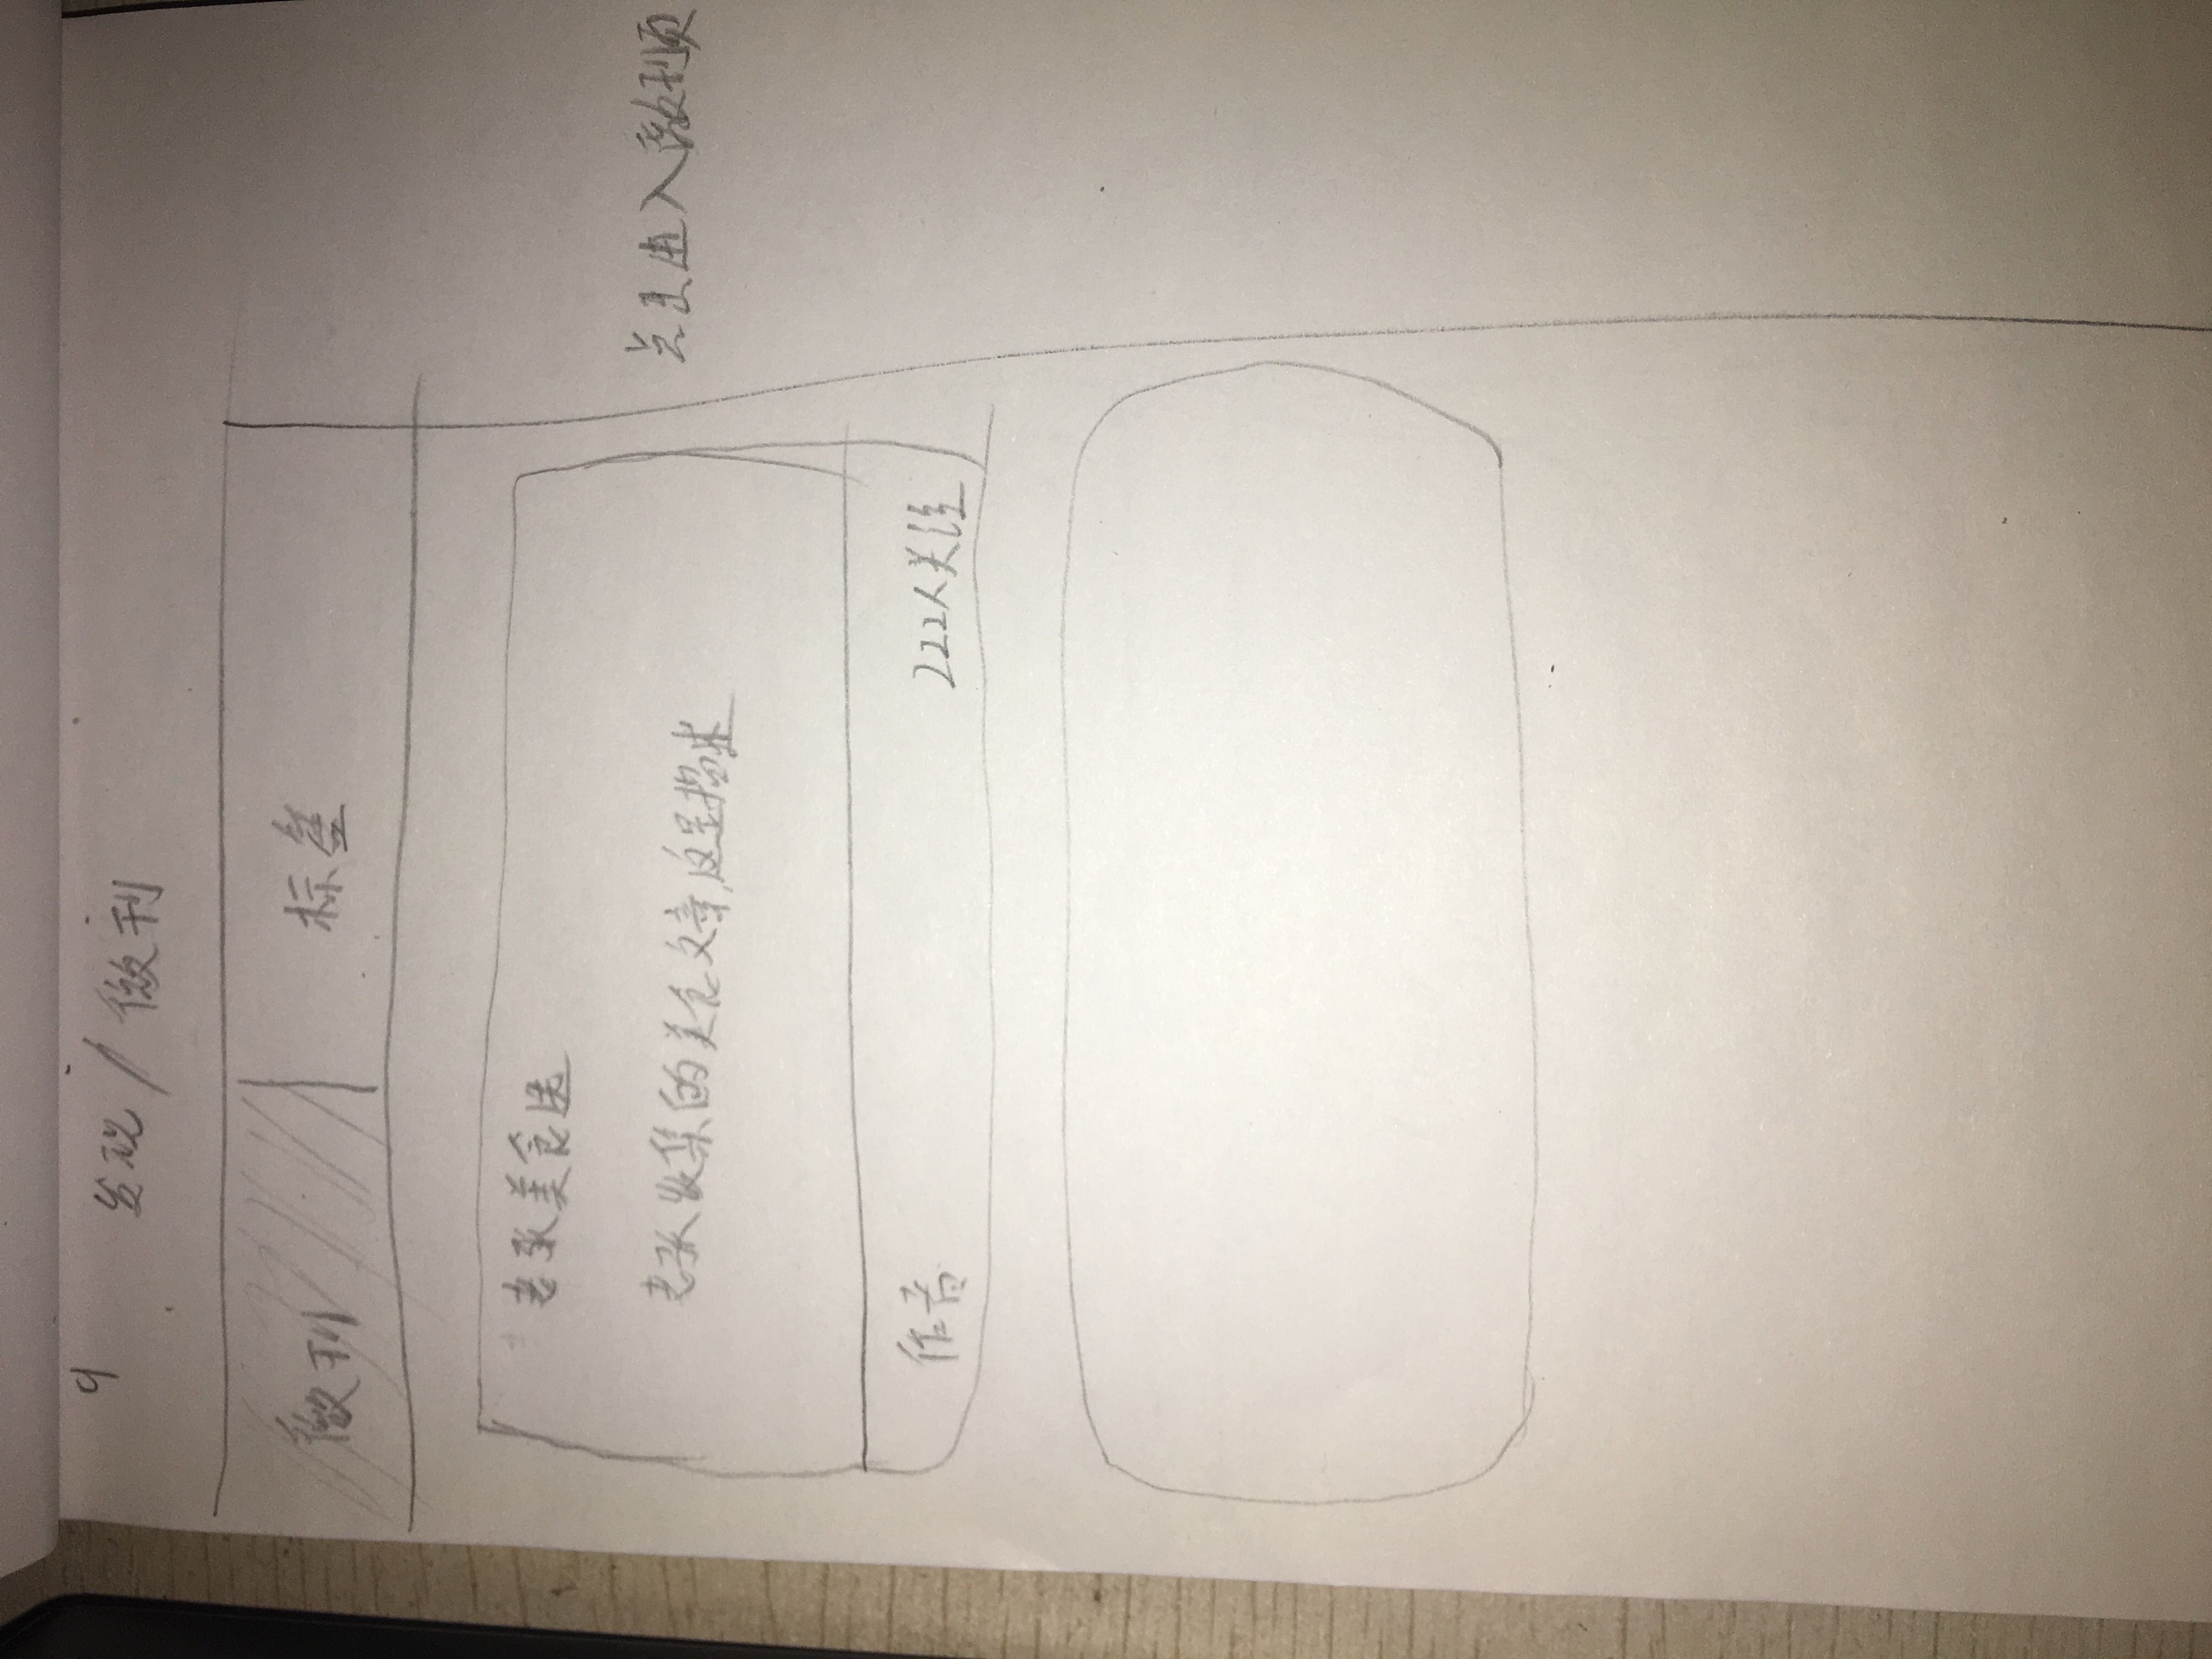 9
发现 / 微刊
微刊
标签
老张美食选
老张收集的美食文章,这是描述
点击进入微刊页
作者
222人关注